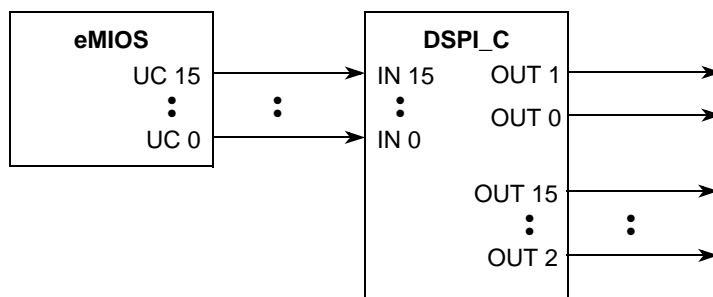 eMIOS
UC 15
UC 0
DSPI_C
IN 15
IN 0
OUT 1
OUT 0
OUT 15
OUT 2